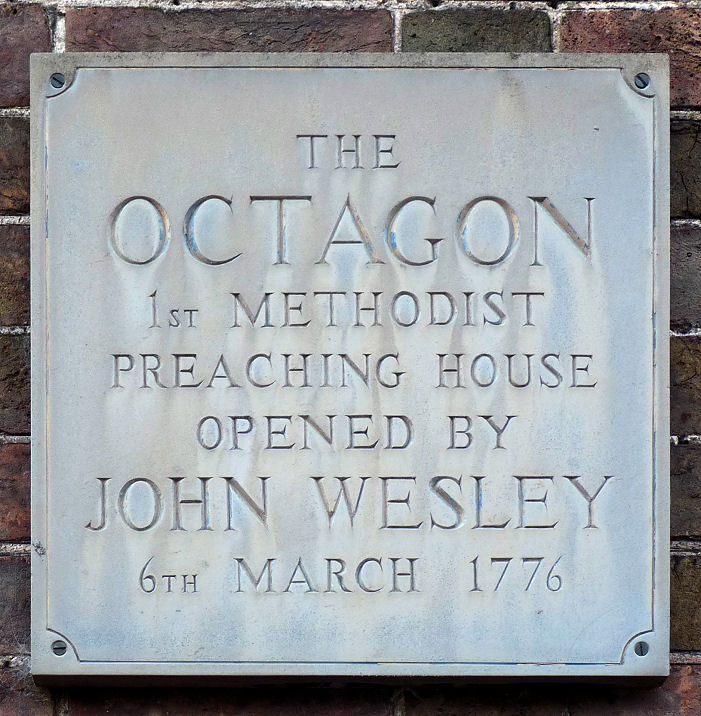 THE
OCTAGON
1ST METHODIST
PREACHING HOUSE
OPENED BY
JOHN WESLEY
6TH MARCH 1776